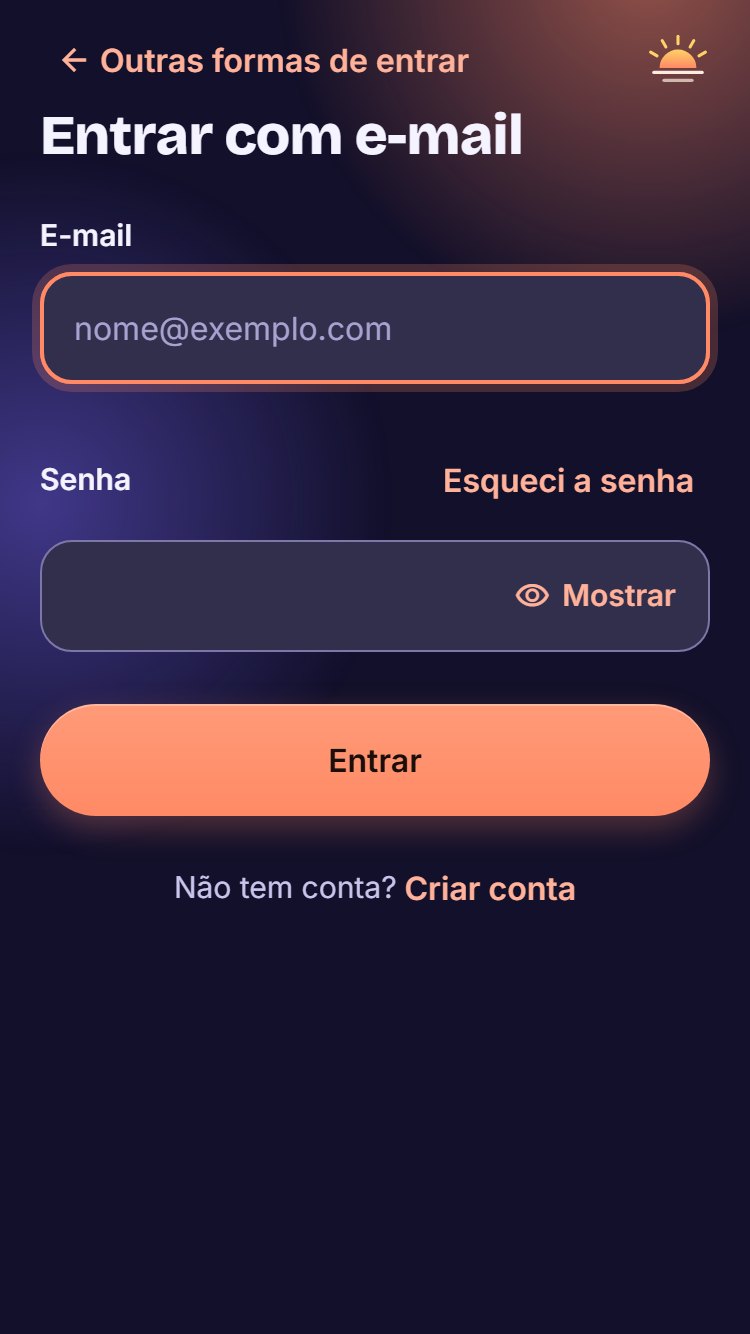 Outras formas de entrar
Entrar com e-mail
E-mail
nome@exemplo.com
Senha
Esqueci a senha
Mostrar
Entrar
Não tem conta? Criar conta